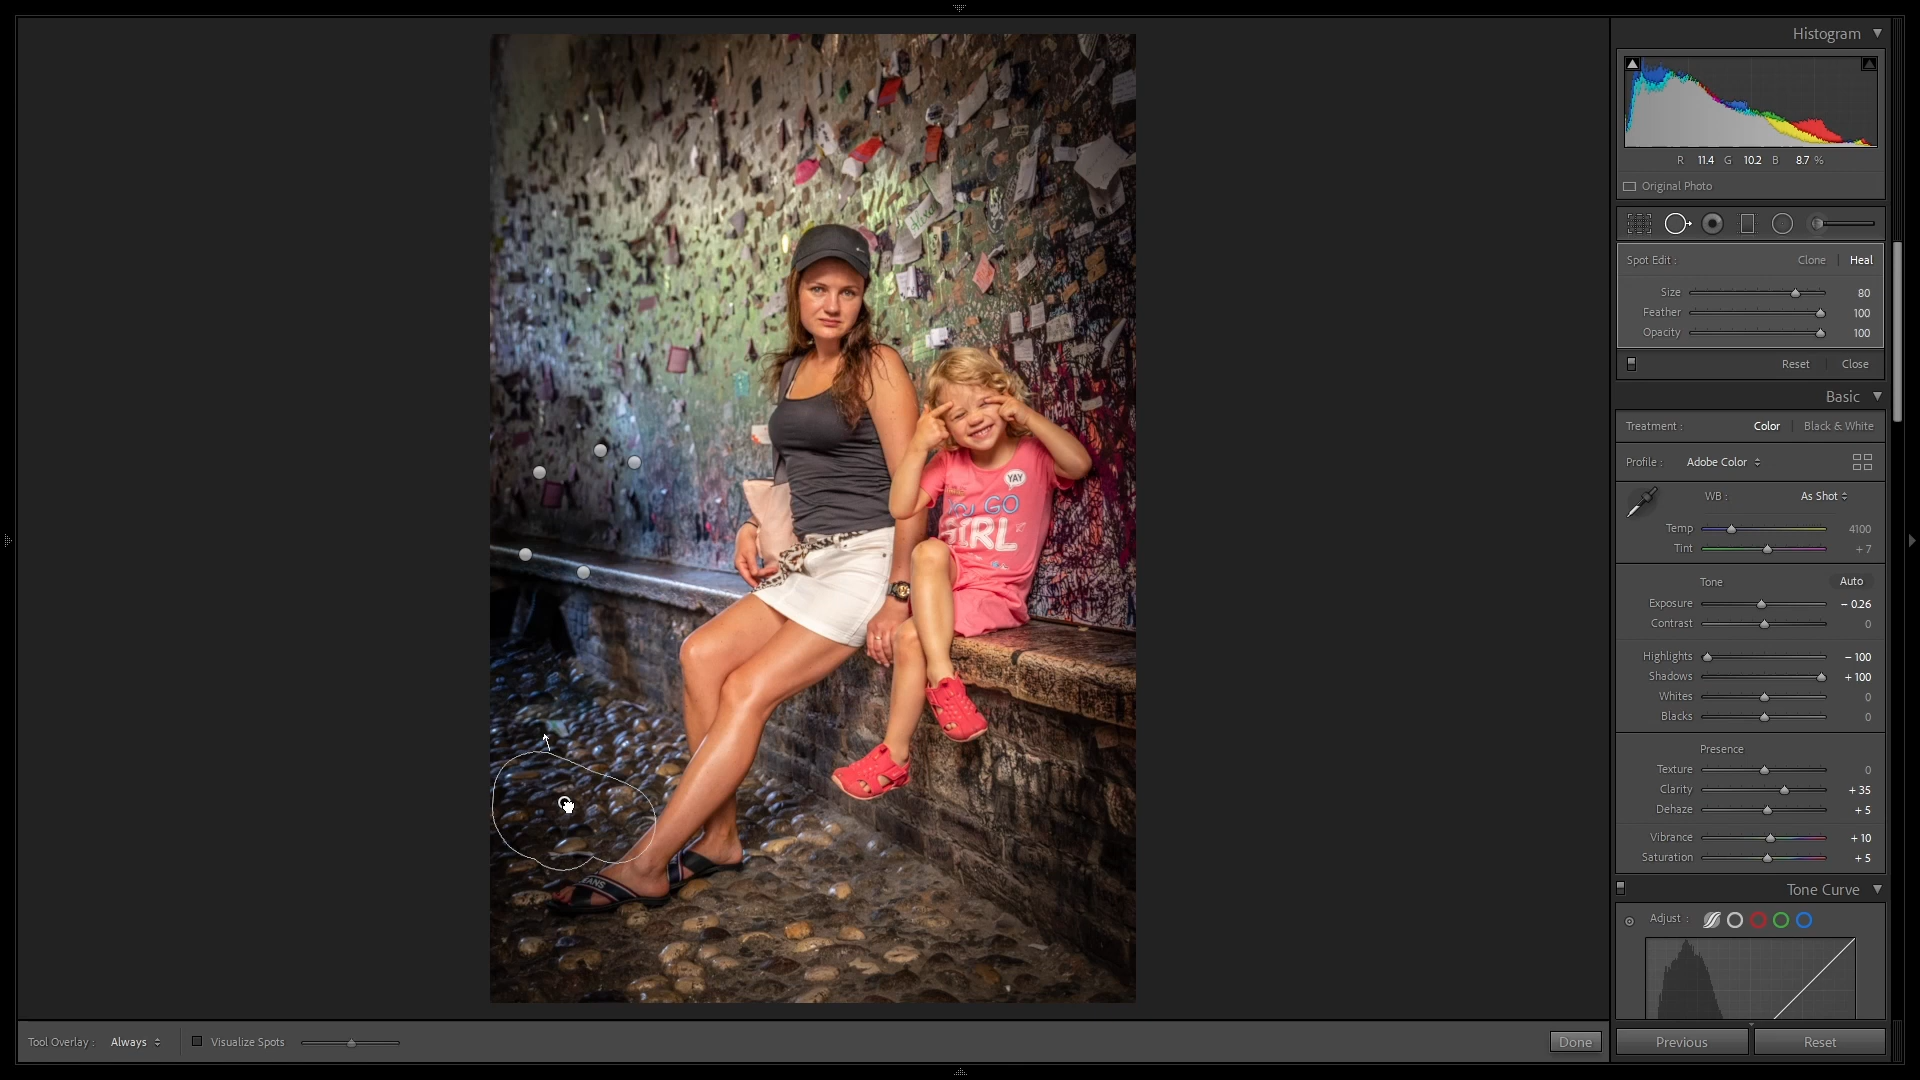 Histogram
R 11.4 G 10.2 B 8.7 %
Original Photo
Spot Edit : Clone Heal
Size 80
Feather 100
Opacity 100
Reset Close
Basic
Treatment : Color Black & White
Profile : Adobe Color
WB : As Shot
Temp 4100
Tint + 7
Tone Auto
Exposure – 0.26
Contrast 0
Highlights – 100
Shadows + 100
Whites 0
Blacks 0
Presence
Texture 0
Clarity + 35
Dehaze + 5
Vibrance + 10
Saturation + 5
Tone Curve
Adjust :
YAY
YOU GO
GIRL
Tool Overlay : Always Visualize Spots Done
Previous Reset